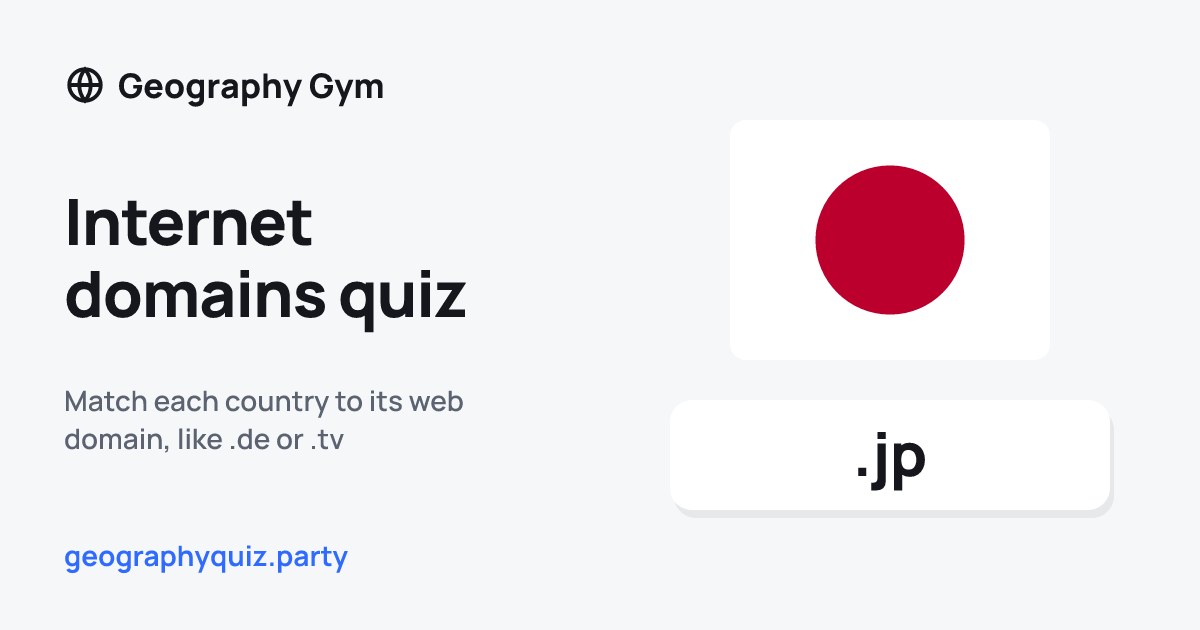 Geography Gym
Internet
domains quiz
Match each country to its web
domain, like .de or .tv
geographyquiz.party
.jp